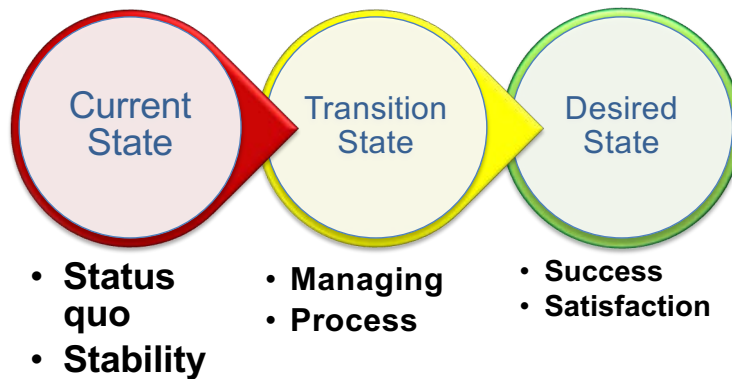 Current
State
Transition
State
Desired
State
• Status
quo
• Stability
• Managing
• Process
• Success
• Satisfaction